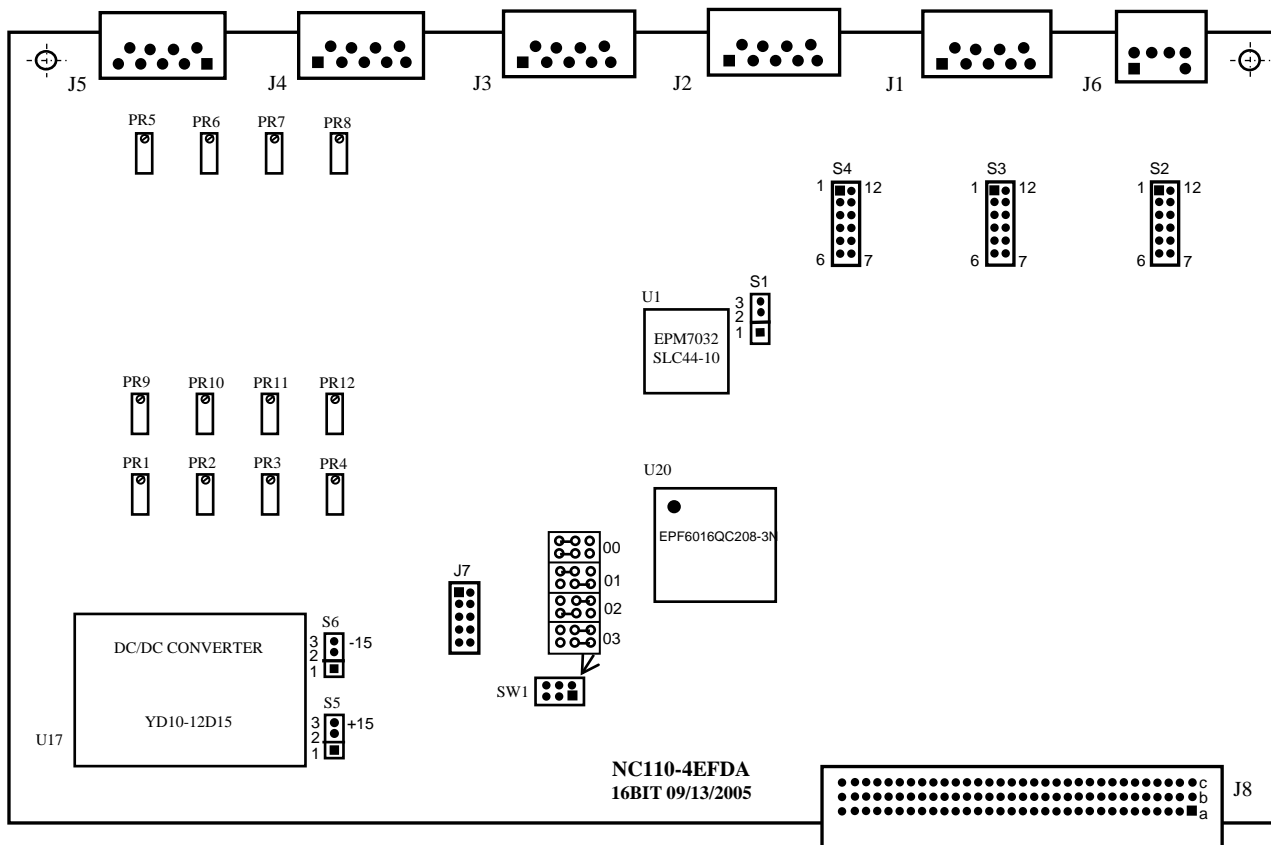 J5
J4
J3
J2
J1
J6
PR5 PR6 PR7 PR8
S4
1 12
6 7
S3
1 12
6 7
S2
1 12
6 7
U1
EPM7032
SLC44-10
S1
3
2
1
PR9 PR10 PR11 PR12
PR1 PR2 PR3 PR4
U20
EPF6016QC208-3N
00
01
02
03
J7
SW1
DC/DC CONVERTER
YD10-12D15
U17
S6
3 -15
2
1
S5
3 +15
2
1
NC110-4EFDA
16BIT 09/13/2005
c
b
a
J8